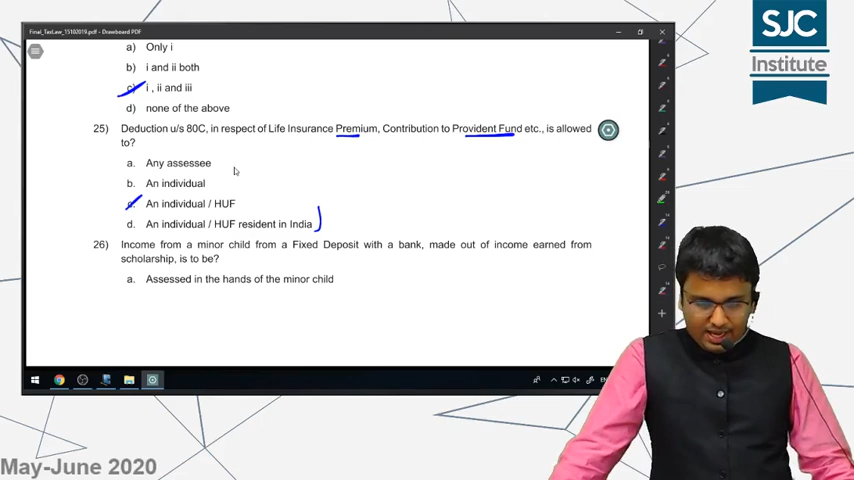 Final_TaxLaw_15102019.pdf - Drawboard PDF
SJC
Institute
a) Only i
b) i and ii both
c) i , ii and iii
d) none of the above
25) Deduction u/s 80C, in respect of Life Insurance Premium, Contribution to Provident Fund etc., is allowed
to?
a. Any assessee
b. An individual
c. An individual / HUF
d. An individual / HUF resident in India
26) Income from a minor child from a Fixed Deposit with a bank, made out of income earned from
scholarship, is to be?
a. Assessed in the hands of the minor child
May-June 2020